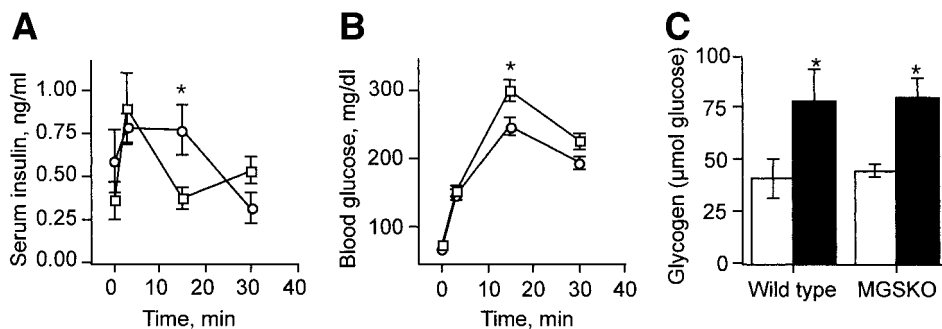 A
Serum insulin, ng/ml
1.00
0.75
0.50
0.25
0.00
*
0 10 20 30 40
Time, min
B
Blood glucose, mg/dl
300
200
100
*
0 10 20 30 40
Time, min
C
Glycogen (μmol glucose)
100
75
50
25
0
* *
Wild type MGSKO